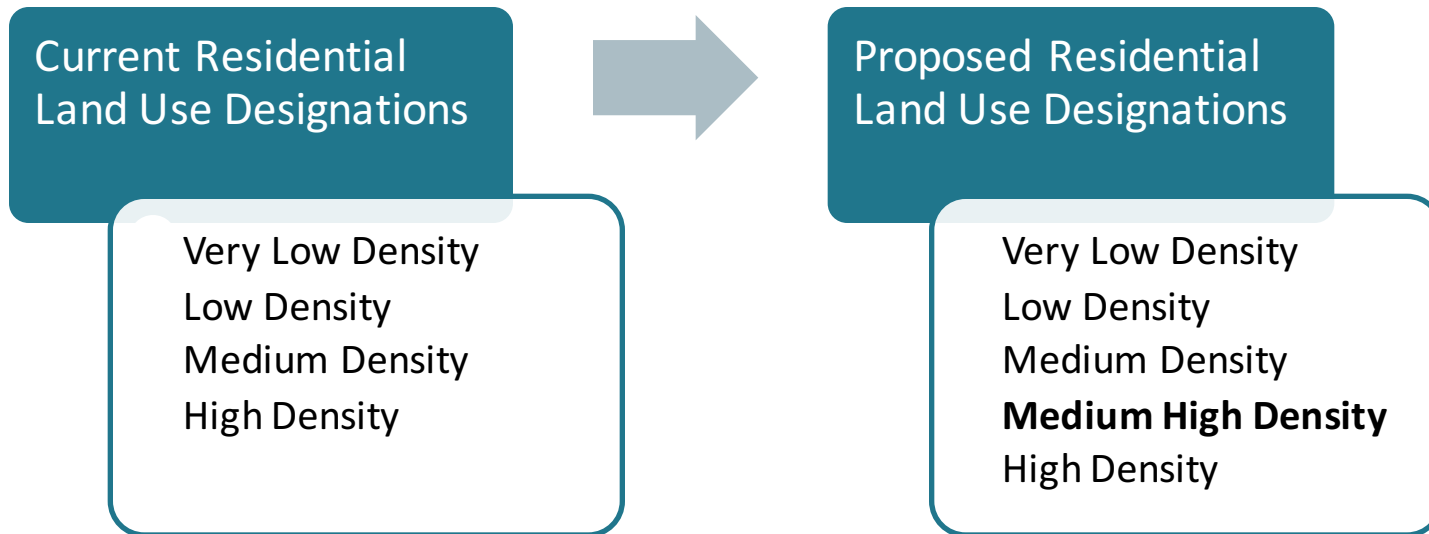 Current Residential
Land Use Designations
Very Low Density
Low Density
Medium Density
High Density
Proposed Residential
Land Use Designations
Very Low Density
Low Density
Medium Density
Medium High Density
High Density